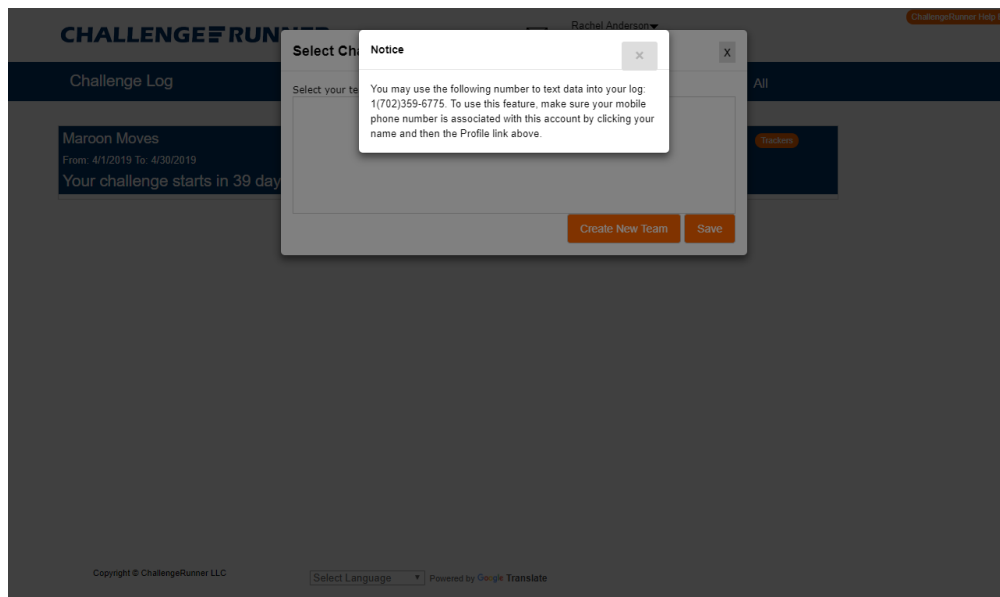 ChallengeRunner Help
CHALLENGE RUNNER
Rachel Anderson
Select
Notice
×
X
Challenge Log
All
Select your
You may use the following number to text data into your log:
1(702)359-6775. To use this feature, make sure your mobile
phone number is associated with this account by clicking your
name and then the Profile link above.
Maroon Moves
Trackers
From: 4/1/2019 To: 4/30/2019
Your challenge starts in 39
Create New Team
Save
Copyright © ChallengeRunner LLC
Select Language
Powered by Google Translate